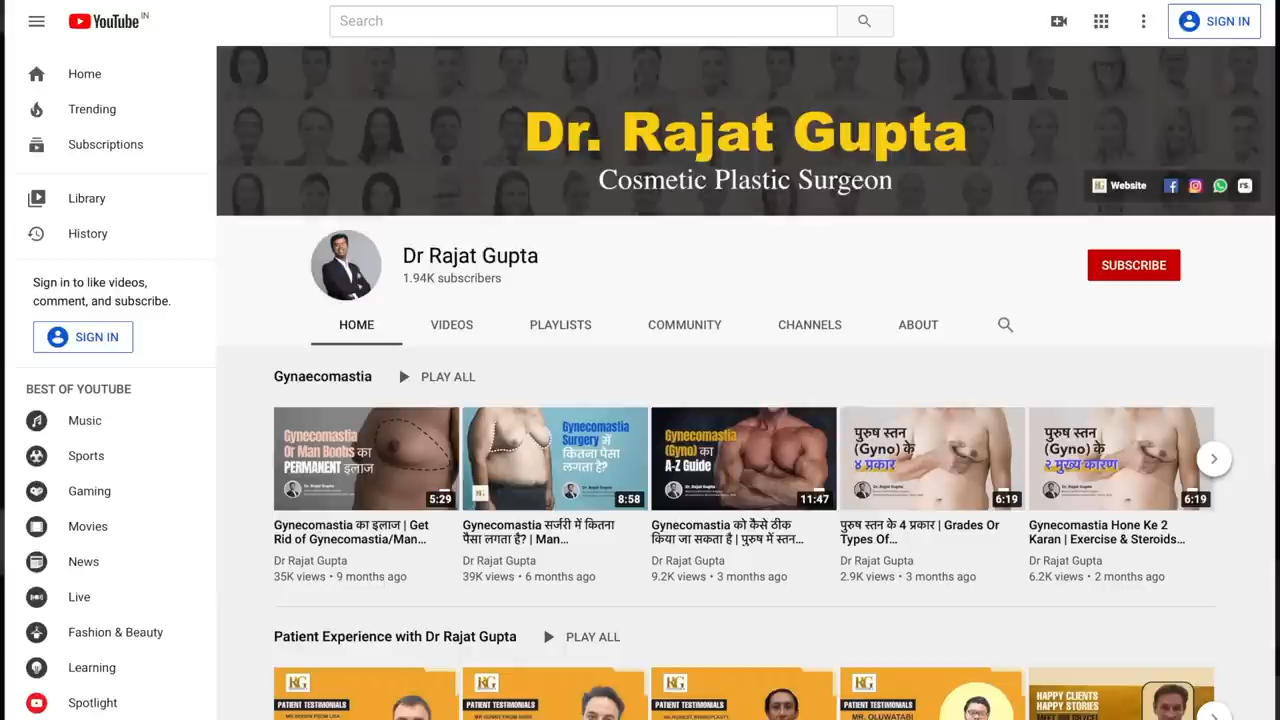 YouTube IN
Search
SIGN IN
Home
Trending
Subscriptions
Library
History
Sign in to like videos,
comment, and subscribe.
SIGN IN
BEST OF YOUTUBE
Music
Sports
Gaming
Movies
News
Live
Fashion & Beauty
Learning
Spotlight
Dr. Rajat Gupta
Cosmetic Plastic Surgeon
RG Website
Dr Rajat Gupta
1.94K subscribers
SUBSCRIBE
HOME VIDEOS PLAYLISTS COMMUNITY CHANNELS ABOUT
Gynaecomastia PLAY ALL
Gynecomastia
Or Man Boobs का
PERMANENT इलाज
5:29
Gynecomastia का इलाज | Get
Rid of Gynecomastia/Man...
Dr Rajat Gupta
35K views • 9 months ago
Gynecomastia
Surgery में
कितना पैसा
लगता है?
8:58
Gynecomastia सर्जरी में कितना
पैसा लगता है? | Man...
Dr Rajat Gupta
39K views • 6 months ago
Gynecomastia
(Gyno) का
A-Z Guide
11:47
Gynecomastia को कैसे ठीक
किया जा सकता है | पुरुष में स्तन...
Dr Rajat Gupta
9.2K views • 3 months ago
पुरुष स्तन
(Gyno) के
४ प्रकार
6:19
पुरुष स्तन के 4 प्रकार | Grades Or
Types Of...
Dr Rajat Gupta
2.9K views • 3 months ago
पुरुष स्तन
(Gyno) के
२ मुख्य कारण
6:19
Gynecomastia Hone Ke 2
Karan | Exercise & Steroids...
Dr Rajat Gupta
6.2K views • 2 months ago
Patient Experience with Dr Rajat Gupta PLAY ALL
RG
PATIENT TESTIMONIALS
RG
PATIENT TESTIMONIALS
RG
PATIENT TESTIMONIALS
RG
PATIENT TESTIMONIALS
MR. OLUWATABI
HAPPY CLIENTS
HAPPY STORIES